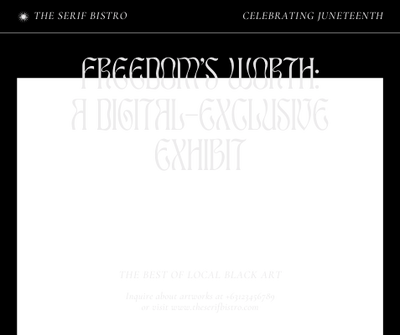 THE SERIF BISTRO
CELEBRATING JUNETEENTH
FREEDOM'S WORTH:
A DIGITAL-EXCLUSIVE
EXHIBIT
THE BEST OF LOCAL BLACK ART
Inquire about artworks at
or visit www.theserifbistro.com